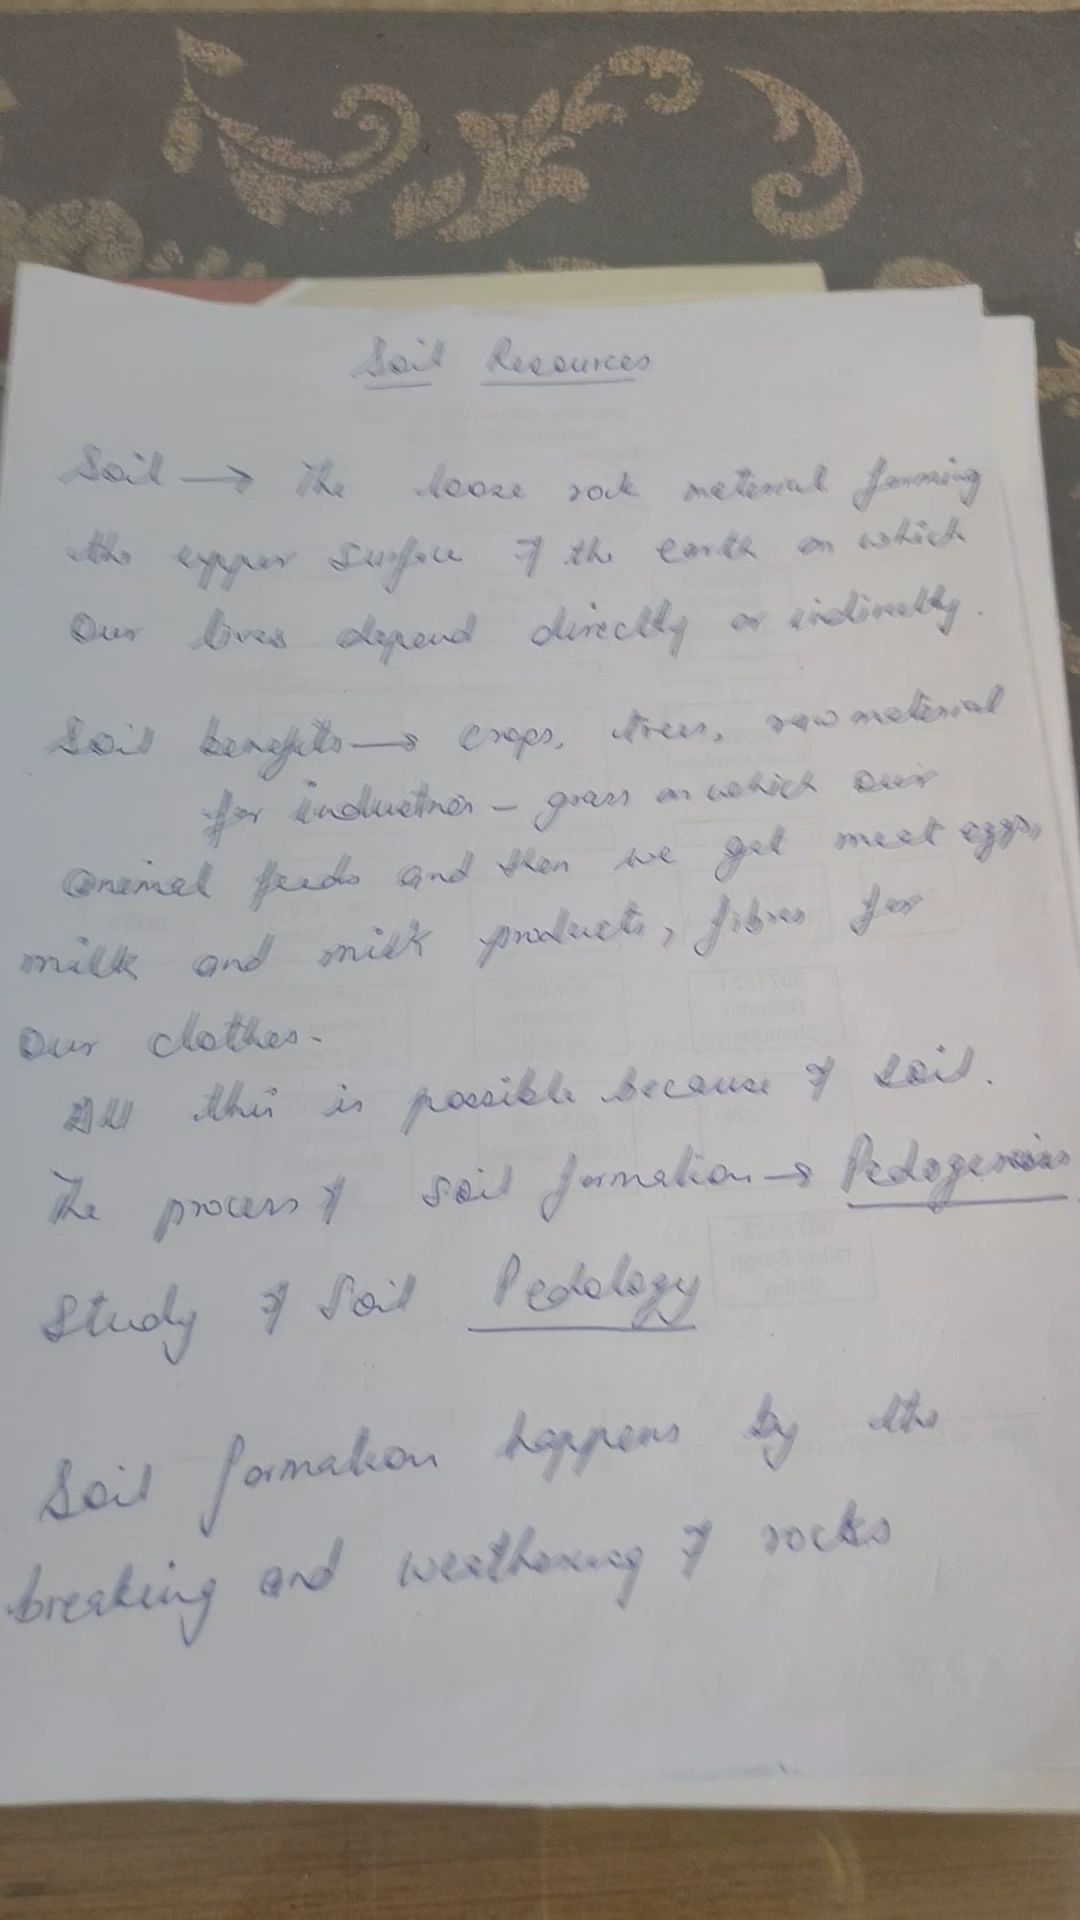 Soil Resources
Soil → The loose rock material forming
the upper surface of the earth on which
our lives depend directly or indirectly.
Soil benefits → crops, trees, raw material
for industries - grass on which our
animal feeds and then we get meet eggs,
milk and milk products, fibres for
our clothes.
All this is possible because of soil.
The process of soil formation → Pedogenesis
Study of Soil Pedology
Soil formation happens by the
breaking and weathering of rocks